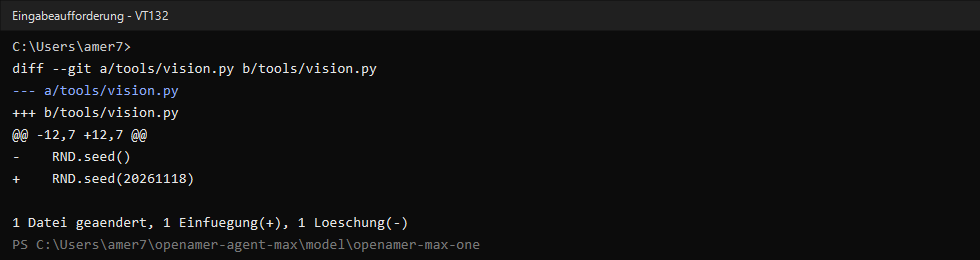 Eingabeaufforderung - VT132
C:\Users\amer7>
diff --git a/tools/vision.py b/tools/vision.py
--- a/tools/vision.py
+++ b/tools/vision.py
@@ -12,7 +12,7 @@
-    RND.seed()
+    RND.seed(20261118)

1 Datei geaendert, 1 Einfuegung(+), 1 Loeschung(-)
PS C:\Users\amer7\openamer-agent-max\model\openamer-max-one